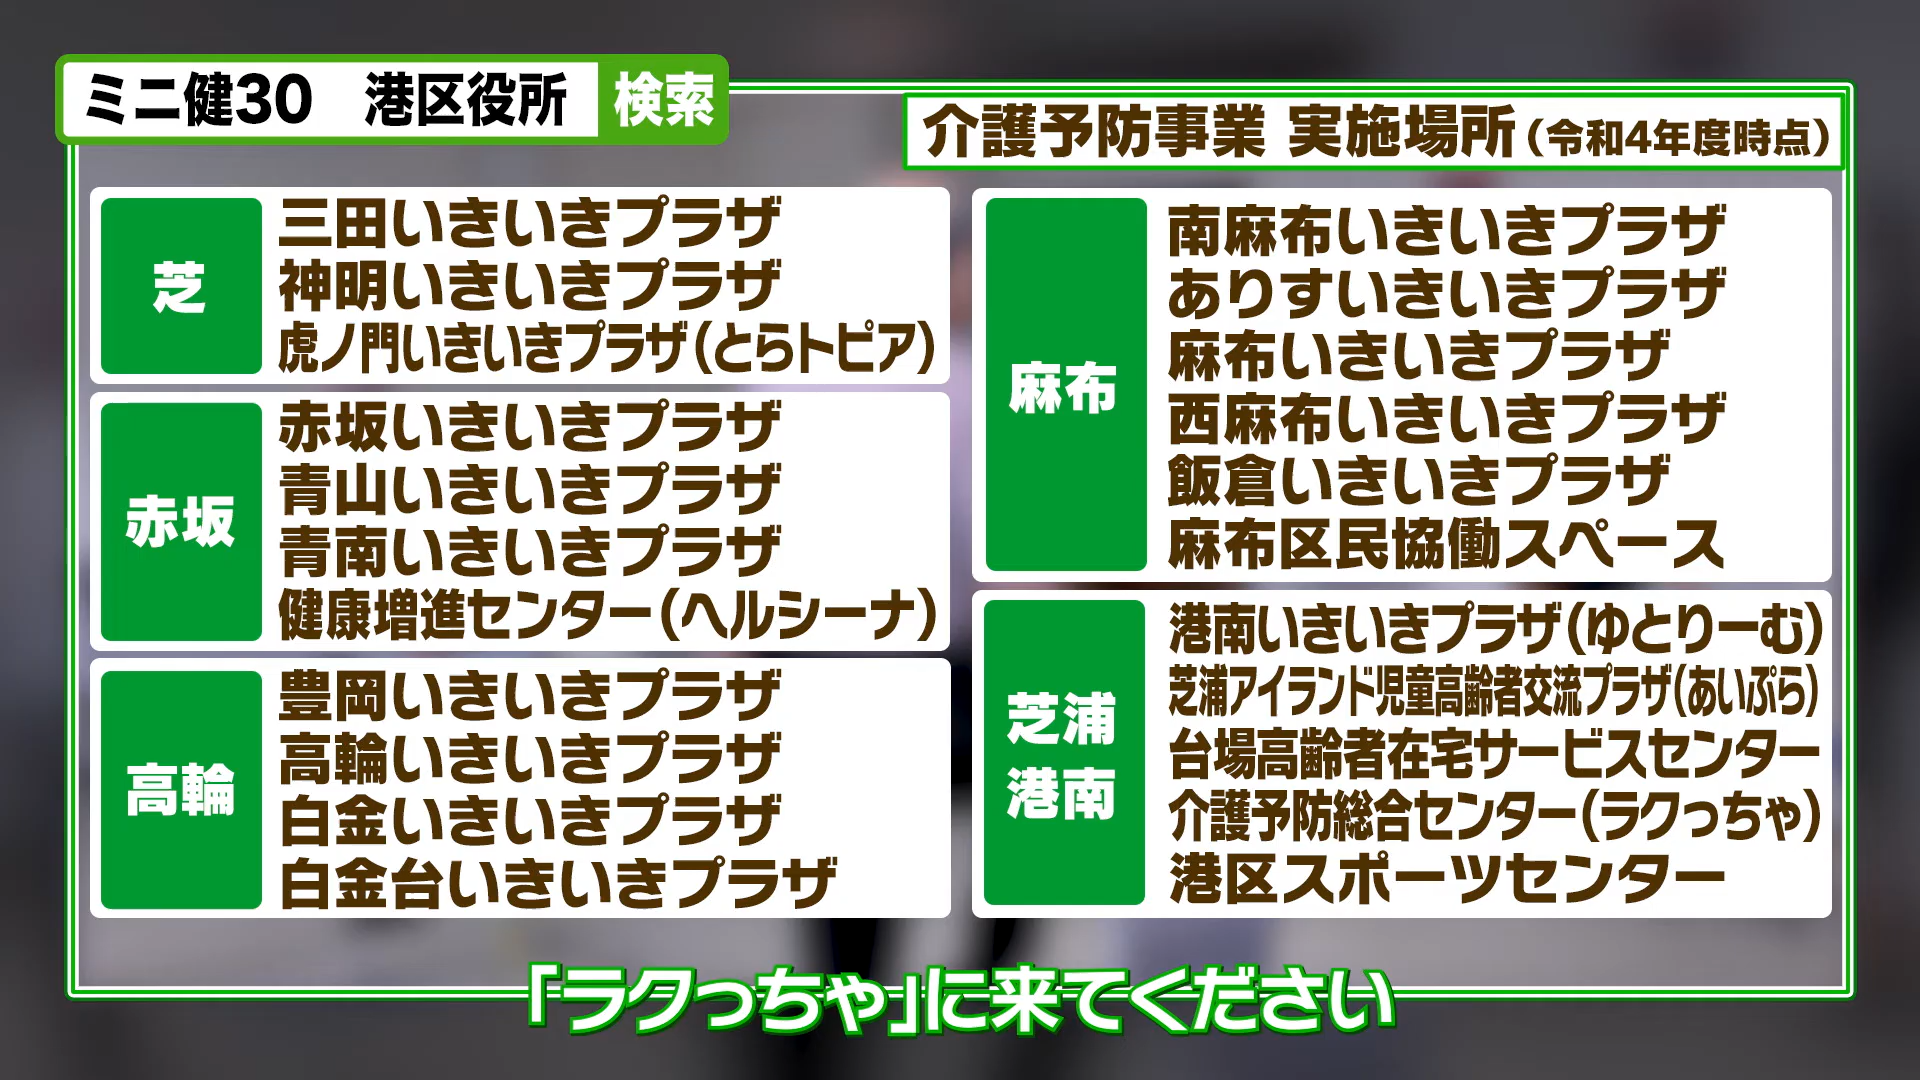 ミニ健30　港区役所 検索
介護予防事業 実施場所（令和4年度時点）
芝
三田いきいきプラザ
神明いきいきプラザ
虎ノ門いきいきプラザ（とらトピア）
赤坂
赤坂いきいきプラザ
青山いきいきプラザ
青南いきいきプラザ
健康増進センター（ヘルシーナ）
高輪
豊岡いきいきプラザ
高輪いきいきプラザ
白金いきいきプラザ
白金台いきいきプラザ
麻布
南麻布いきいきプラザ
ありすいきいきプラザ
麻布いきいきプラザ
西麻布いきいきプラザ
飯倉いきいきプラザ
麻布区民協働スペース
芝浦
港南
港南いきいきプラザ（ゆとりーむ）
芝浦アイランド児童高齢者交流プラザ（あいぷら）
台場高齢者在宅サービスセンター
介護予防総合センター（ラクっちゃ）
港区スポーツセンター
「ラクっちゃ」に来てください